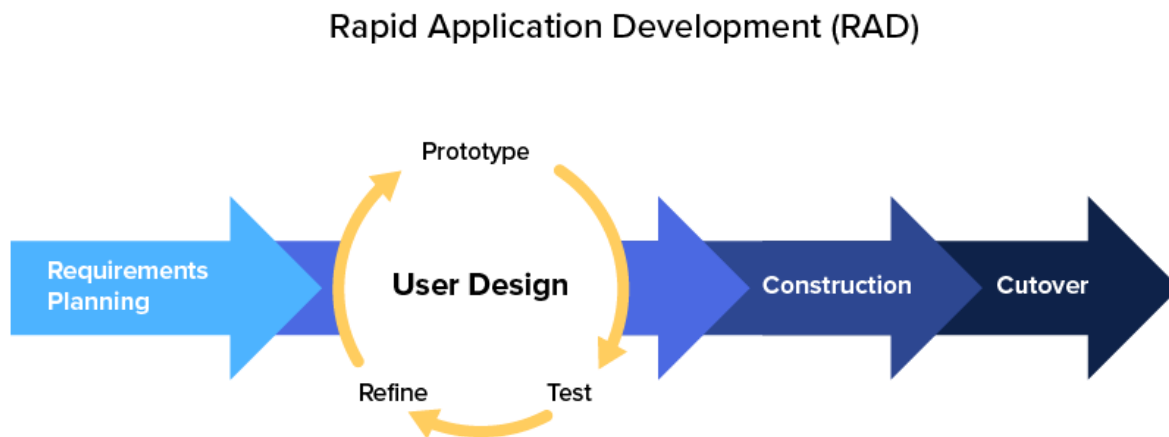 Rapid Application Development (RAD)
Prototype
Requirements
Planning
User Design
Construction
Cutover
Refine
Test